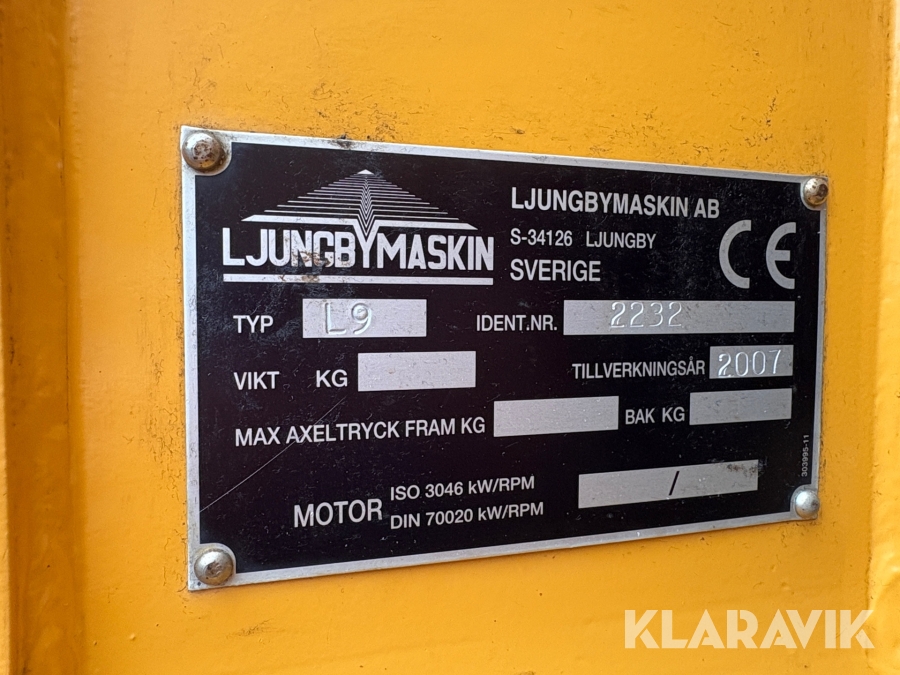 LJUNGBYMASKIN
LJUNGBYMASKIN AB
S-34126 LJUNGBY
SVERIGE
CE
TYP L9
IDENT.NR. 2232
VIKT KG
TILLVERKNINGSÅR 2007
MAX AXELTRYCK FRAM KG BAK KG
MOTOR ISO 3046 kW/RPM
DIN 70020 kW/RPM
/
303995-11
KLARAVIK